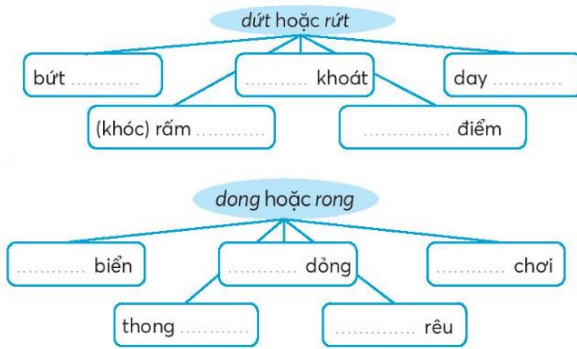 dứt hoặc rứt
bứt ............ ............ khoát day ............
(khóc) rấm ............ ............ điểm
dong hoặc rong
............ biển ............ dỏng ............ chơi
thong ............ ............ rêu